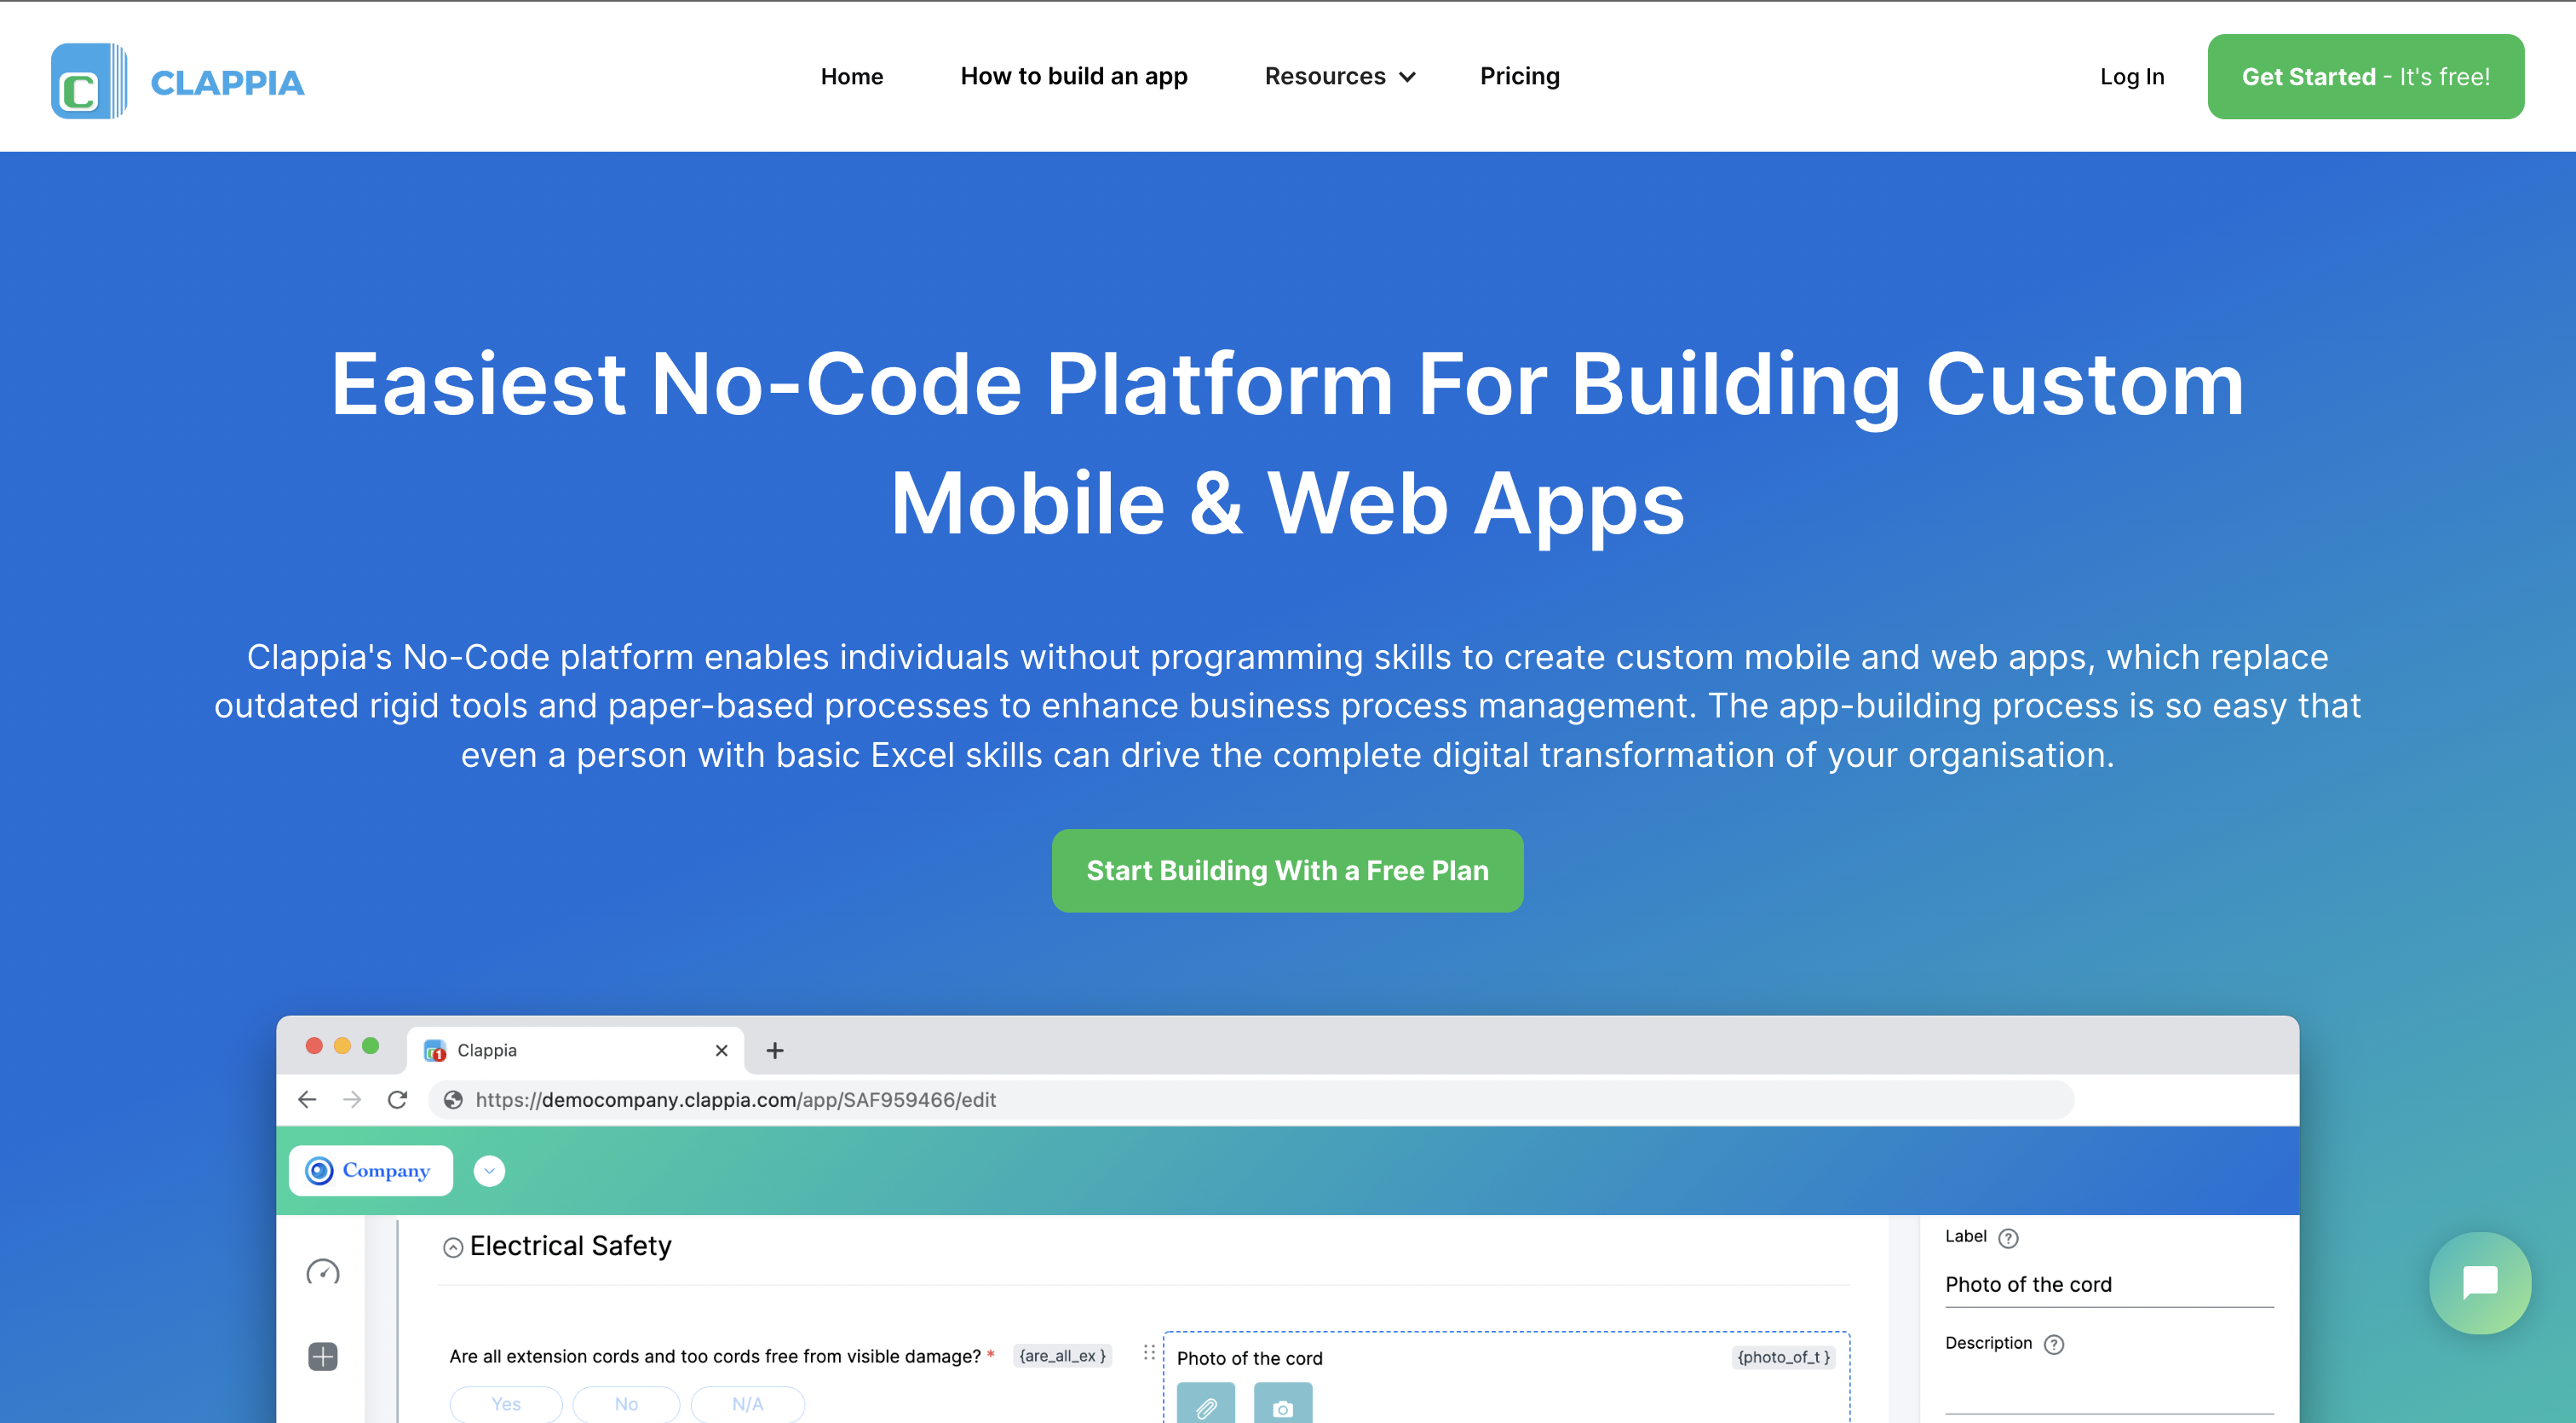 CLAPPIA
Home
How to build an app
Resources
Pricing
Log In
Get Started - It's free!
Easiest No-Code Platform For Building Custom
Mobile & Web Apps
Clappia's No-Code platform enables individuals without programming skills to create custom mobile and web apps, which replace
outdated rigid tools and paper-based processes to enhance business process management. The app-building process is so easy that
even a person with basic Excel skills can drive the complete digital transformation of your organisation.
Start Building With a Free Plan
Clappia
https://democompany.clappia.com/app/SAF959466/edit
Company
Electrical Safety
Are all extension cords and too cords free from visible damage? * {are_all_ex }
Yes No N/A
Photo of the cord {photo_of_t }
Label
Photo of the cord
Description